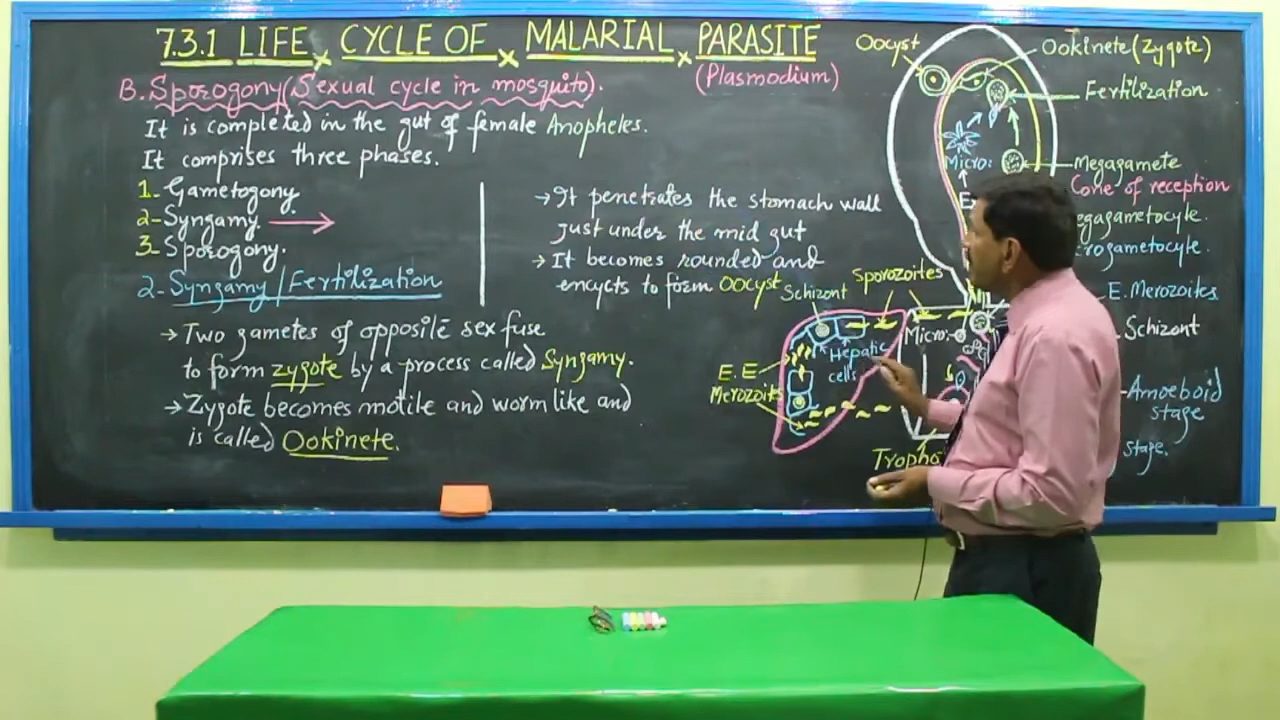 7.3.1 LIFE x CYCLE OF x MALARIAL x PARASITE
(Plasmodium)
B. Sporogony (Sexual cycle in mosquito).
It is completed in the gut of female Anopheles.
It comprises three phases.
1- Gametogony
2- Syngamy. →
3- Sporogony.
2- Syngamy / Fertilization
→ Two gametes of opposite sex fuse
to form zygote by a process called Syngamy.
→ Zygote becomes motile and worm like and
is called Ookinete.
→ It penetrates the stomach wall
just under the mid gut
→ It becomes rounded and
encycts to form Oocyst
Oocyst
Ookinete (Zygote)
Fertilization
Micro:
Megagamete
Cone of reception
E. Merozoites
Schizont
Amoeboid
stage
stage.
Sporozoites
Schizont
Micro:
Hepatic
cells
E.E
Merozoites